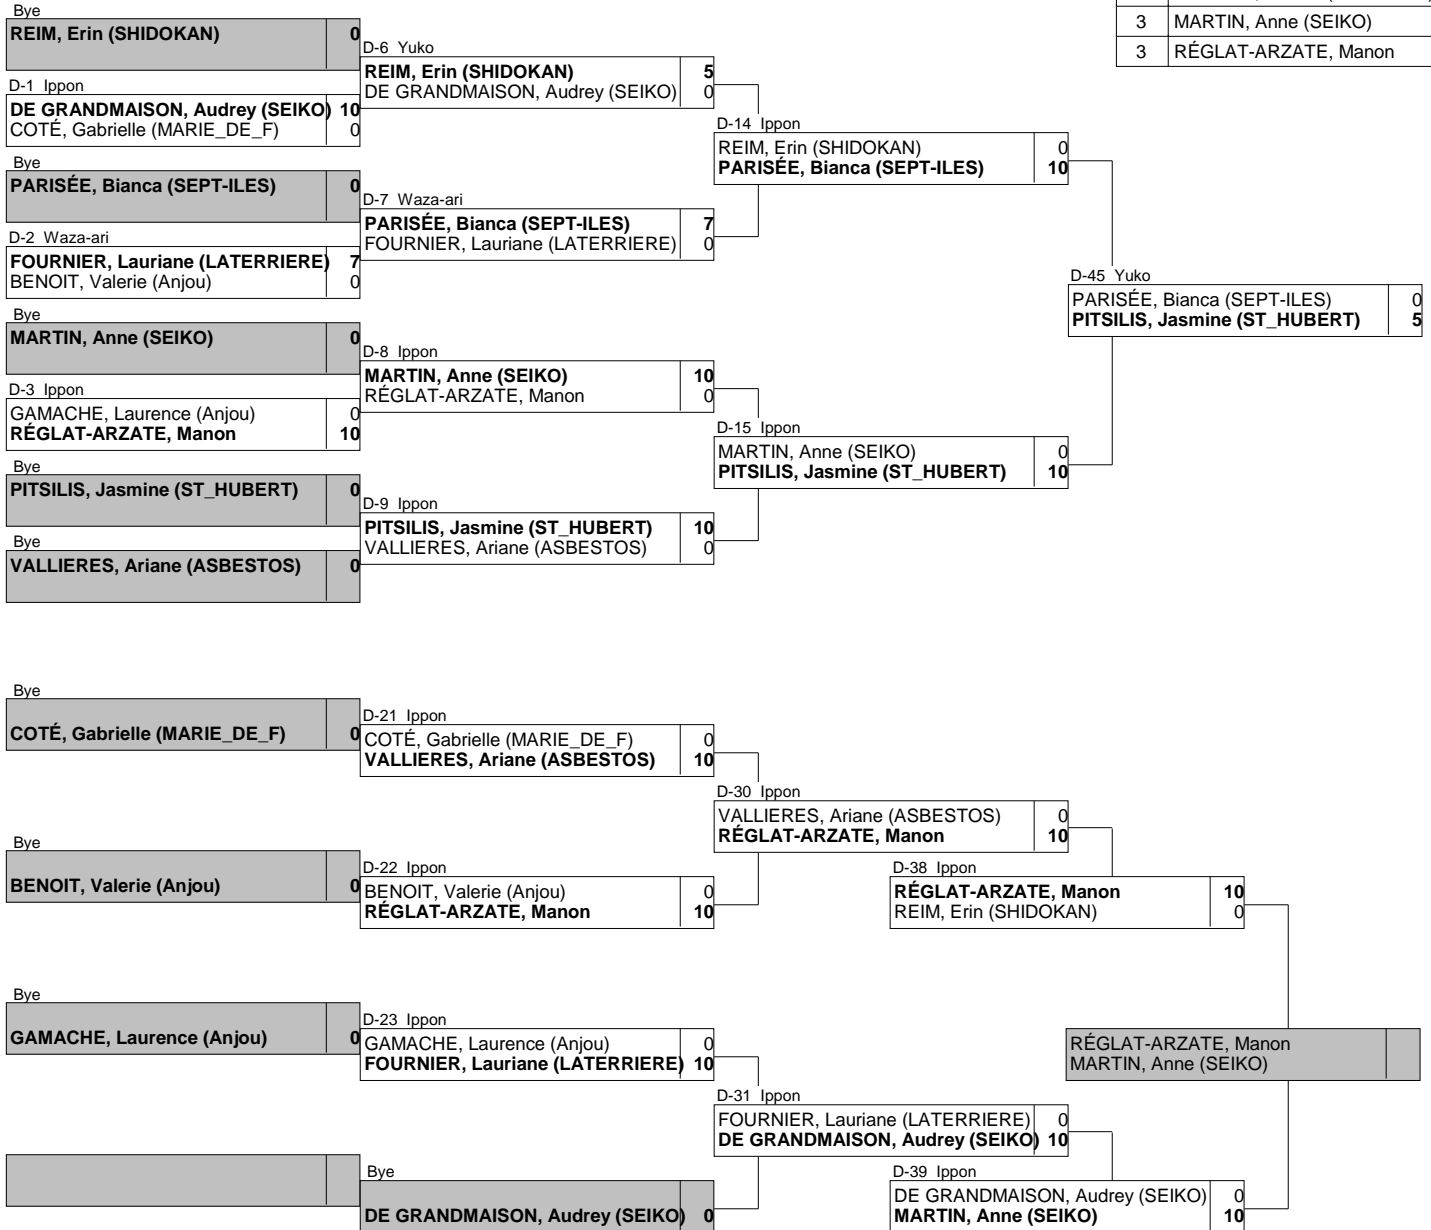 3 MARTIN, Anne (SEIKO)
3 RÉGLAT-ARZATE, Manon
Bye
REIM, Erin (SHIDOKAN) 0
D-1 Ippon
DE GRANDMAISON, Audrey (SEIKO) 10
COTÉ, Gabrielle (MARIE_DE_F) 0
Bye
PARISÉE, Bianca (SEPT-ILES) 0
D-2 Waza-ari
FOURNIER, Lauriane (LATERRIERE) 7
BENOIT, Valerie (Anjou) 0
Bye
MARTIN, Anne (SEIKO) 0
D-3 Ippon
GAMACHE, Laurence (Anjou) 0
RÉGLAT-ARZATE, Manon 10
Bye
PITSILIS, Jasmine (ST_HUBERT) 0
Bye
VALLIERES, Ariane (ASBESTOS) 0
D-6 Yuko
REIM, Erin (SHIDOKAN) 5
DE GRANDMAISON, Audrey (SEIKO) 0
D-7 Waza-ari
PARISÉE, Bianca (SEPT-ILES) 7
FOURNIER, Lauriane (LATERRIERE) 0
D-8 Ippon
MARTIN, Anne (SEIKO) 10
RÉGLAT-ARZATE, Manon 0
D-9 Ippon
PITSILIS, Jasmine (ST_HUBERT) 10
VALLIERES, Ariane (ASBESTOS) 0
D-14 Ippon
REIM, Erin (SHIDOKAN) 0
PARISÉE, Bianca (SEPT-ILES) 10
D-15 Ippon
MARTIN, Anne (SEIKO) 0
PITSILIS, Jasmine (ST_HUBERT) 10
D-45 Yuko
PARISÉE, Bianca (SEPT-ILES) 0
PITSILIS, Jasmine (ST_HUBERT) 5
Bye
COTÉ, Gabrielle (MARIE_DE_F) 0
Bye
BENOIT, Valerie (Anjou) 0
Bye
GAMACHE, Laurence (Anjou) 0
D-21 Ippon
COTÉ, Gabrielle (MARIE_DE_F) 0
VALLIERES, Ariane (ASBESTOS) 10
D-22 Ippon
BENOIT, Valerie (Anjou) 0
RÉGLAT-ARZATE, Manon 10
D-23 Ippon
GAMACHE, Laurence (Anjou) 0
FOURNIER, Lauriane (LATERRIERE) 10
Bye
DE GRANDMAISON, Audrey (SEIKO) 0
D-30 Ippon
VALLIERES, Ariane (ASBESTOS) 0
RÉGLAT-ARZATE, Manon 10
D-31 Ippon
FOURNIER, Lauriane (LATERRIERE) 0
DE GRANDMAISON, Audrey (SEIKO) 10
D-38 Ippon
RÉGLAT-ARZATE, Manon 10
REIM, Erin (SHIDOKAN) 0
D-39 Ippon
DE GRANDMAISON, Audrey (SEIKO) 0
MARTIN, Anne (SEIKO) 10
RÉGLAT-ARZATE, Manon
MARTIN, Anne (SEIKO)